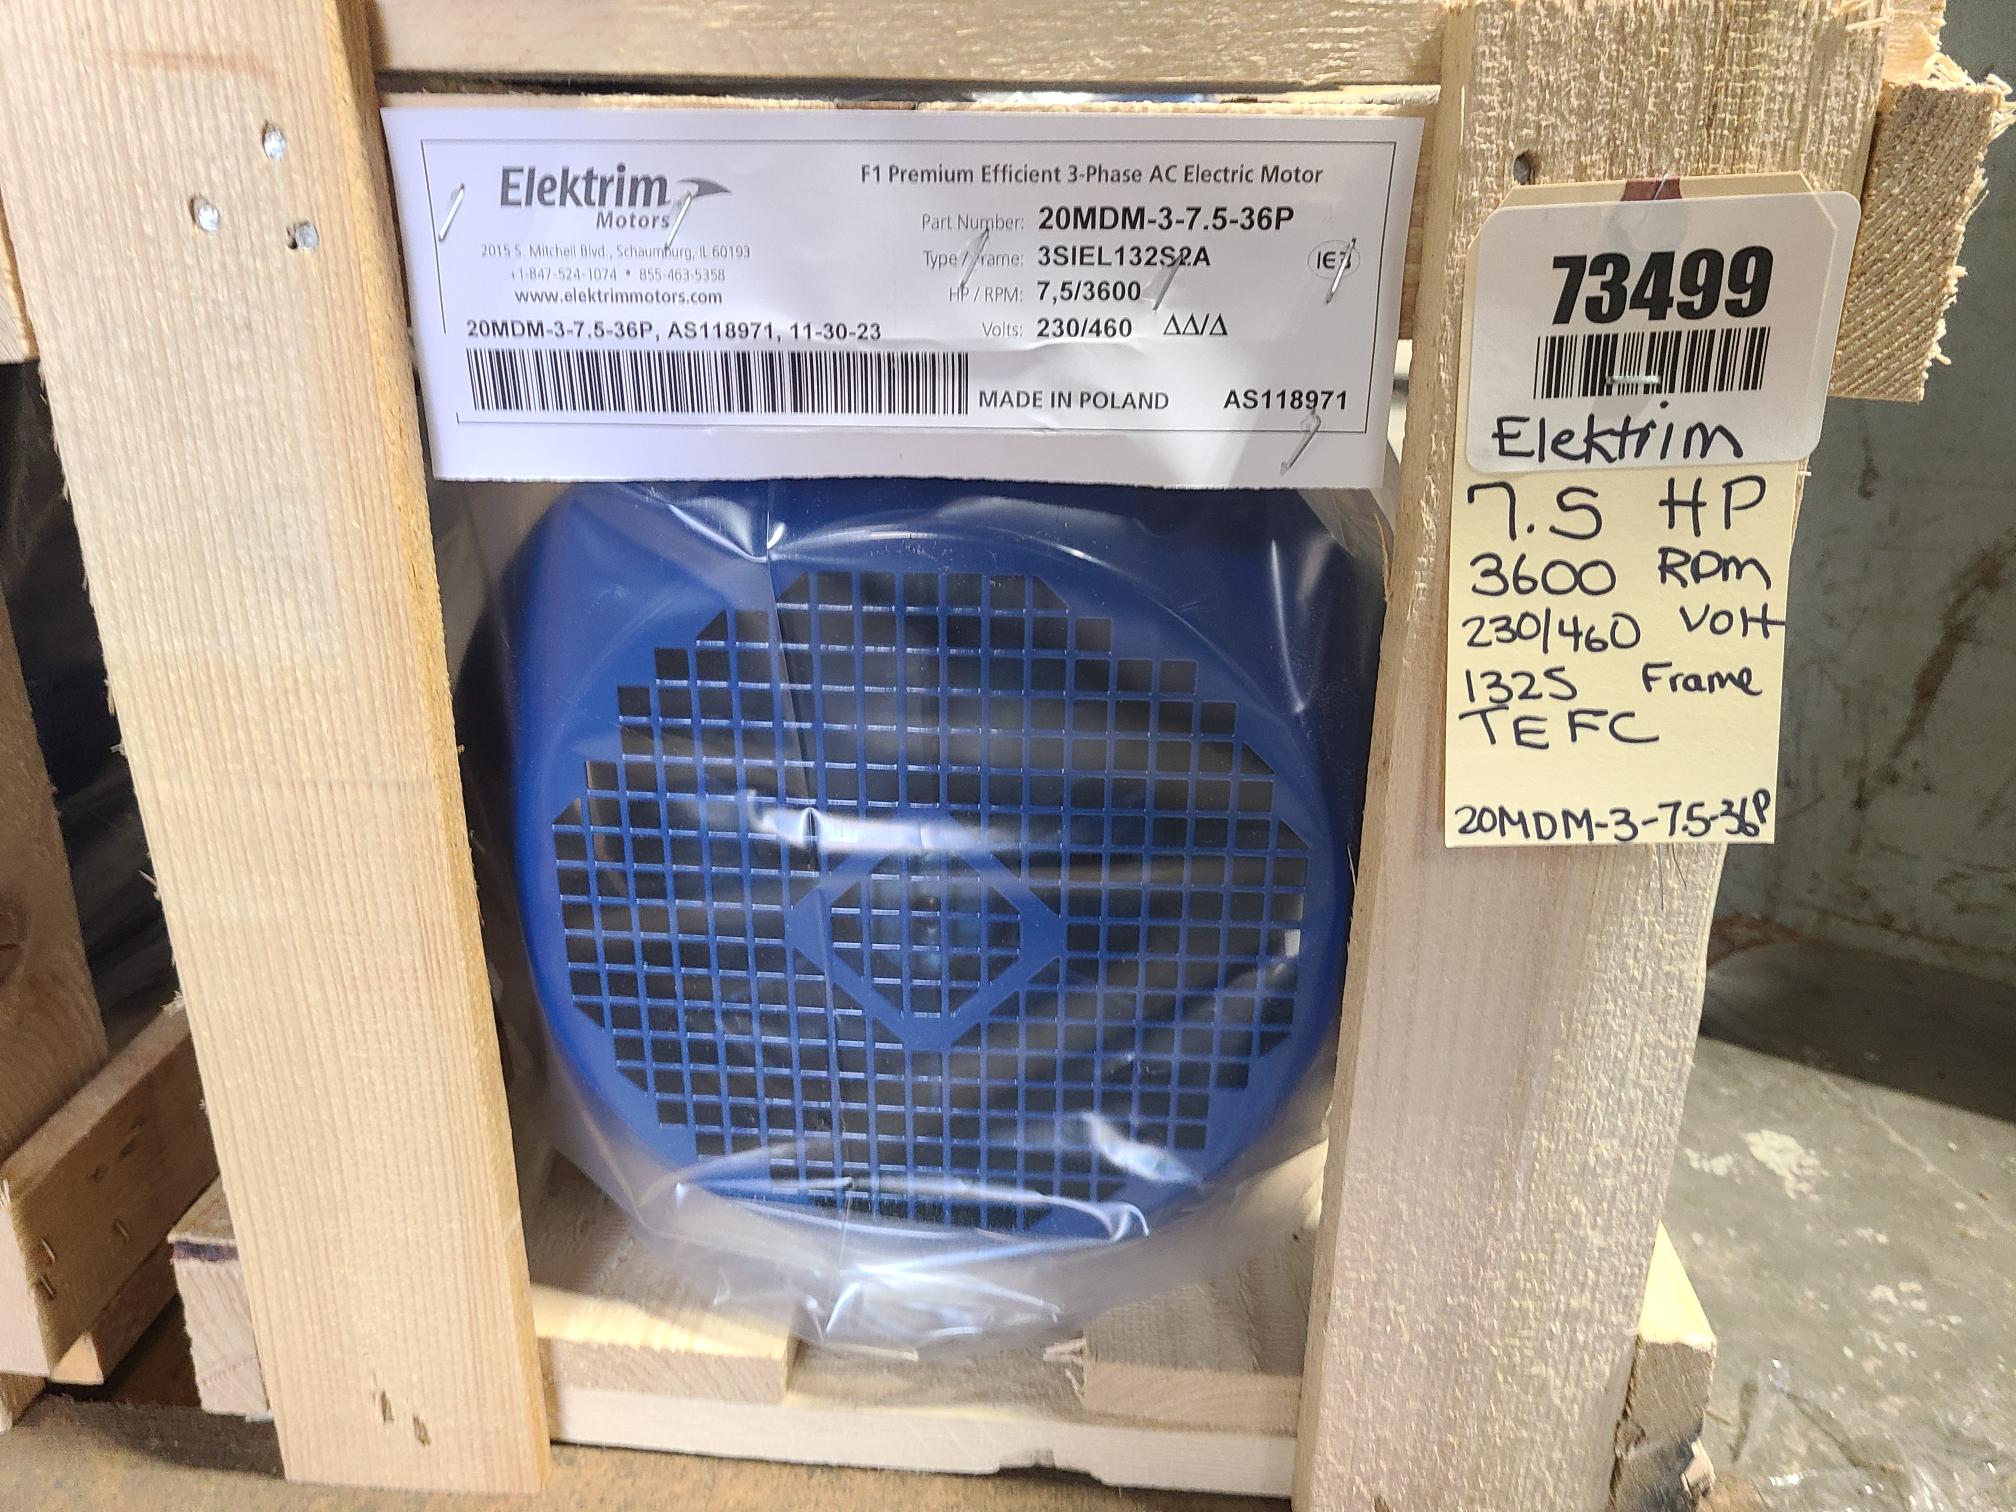 Elektrim
Motors
2015 S. Mitchell Blvd., Schaumburg, IL 60193
+1-847-524-1074 • 855-463-5358
www.elektrimmotors.com
20MDM-3-7.5-36P, AS118971, 11-30-23
F1 Premium Efficient 3-Phase AC Electric Motor
Part Number: 20MDM-3-7.5-36P
Type / Frame: 3SIEL132S2A
IE3
HP / RPM: 7,5/3600
Volts: 230/460 ΔΔ/Δ
MADE IN POLAND AS118971
73499
Elektrim
7.5 HP
3600 RPM
230/460 Volt
132S Frame
TEFC
20MDM-3-7.5-36P